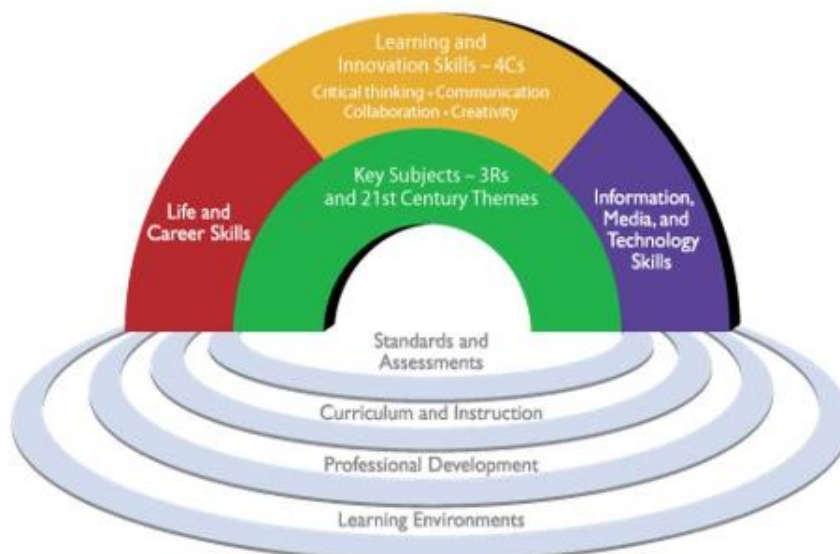 Learning and
Innovation Skills – 4Cs
Critical thinking • Communication
Collaboration • Creativity
Key Subjects – 3Rs
and 21st Century Themes
Life and
Career Skills
Information,
Media, and
Technology
Skills
Standards and
Assessments
Curriculum and Instruction
Professional Development
Learning Environments